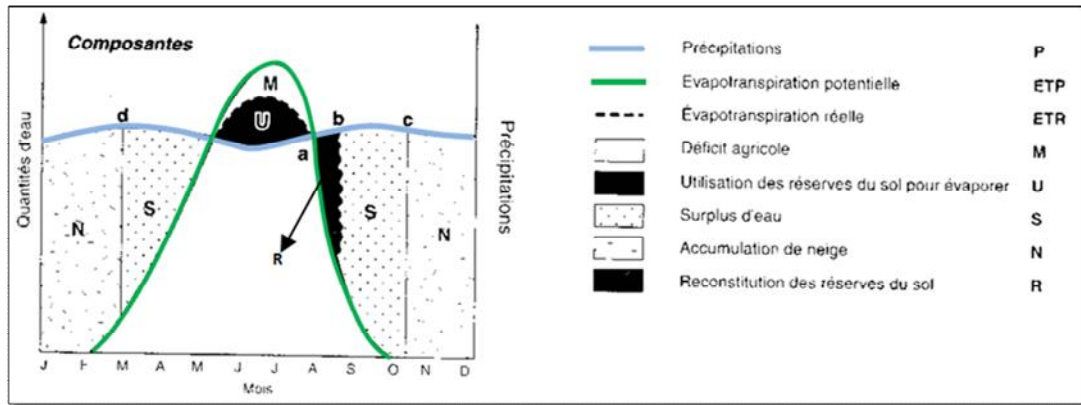 Composantes
Quantités d'eau
Précipitations
d
M
U
b
c
a
S
S
N
N
R
J F M A M J J A S O N D
Mois
Précipitations P
Evapotranspiration potentielle ETP
Évapotranspiration réelle ETR
Déficit agricole M
Utilisation des réserves du sol pour évaporer U
Surplus d'eau S
Accumulation de neige N
Reconstitution des réserves du sol R